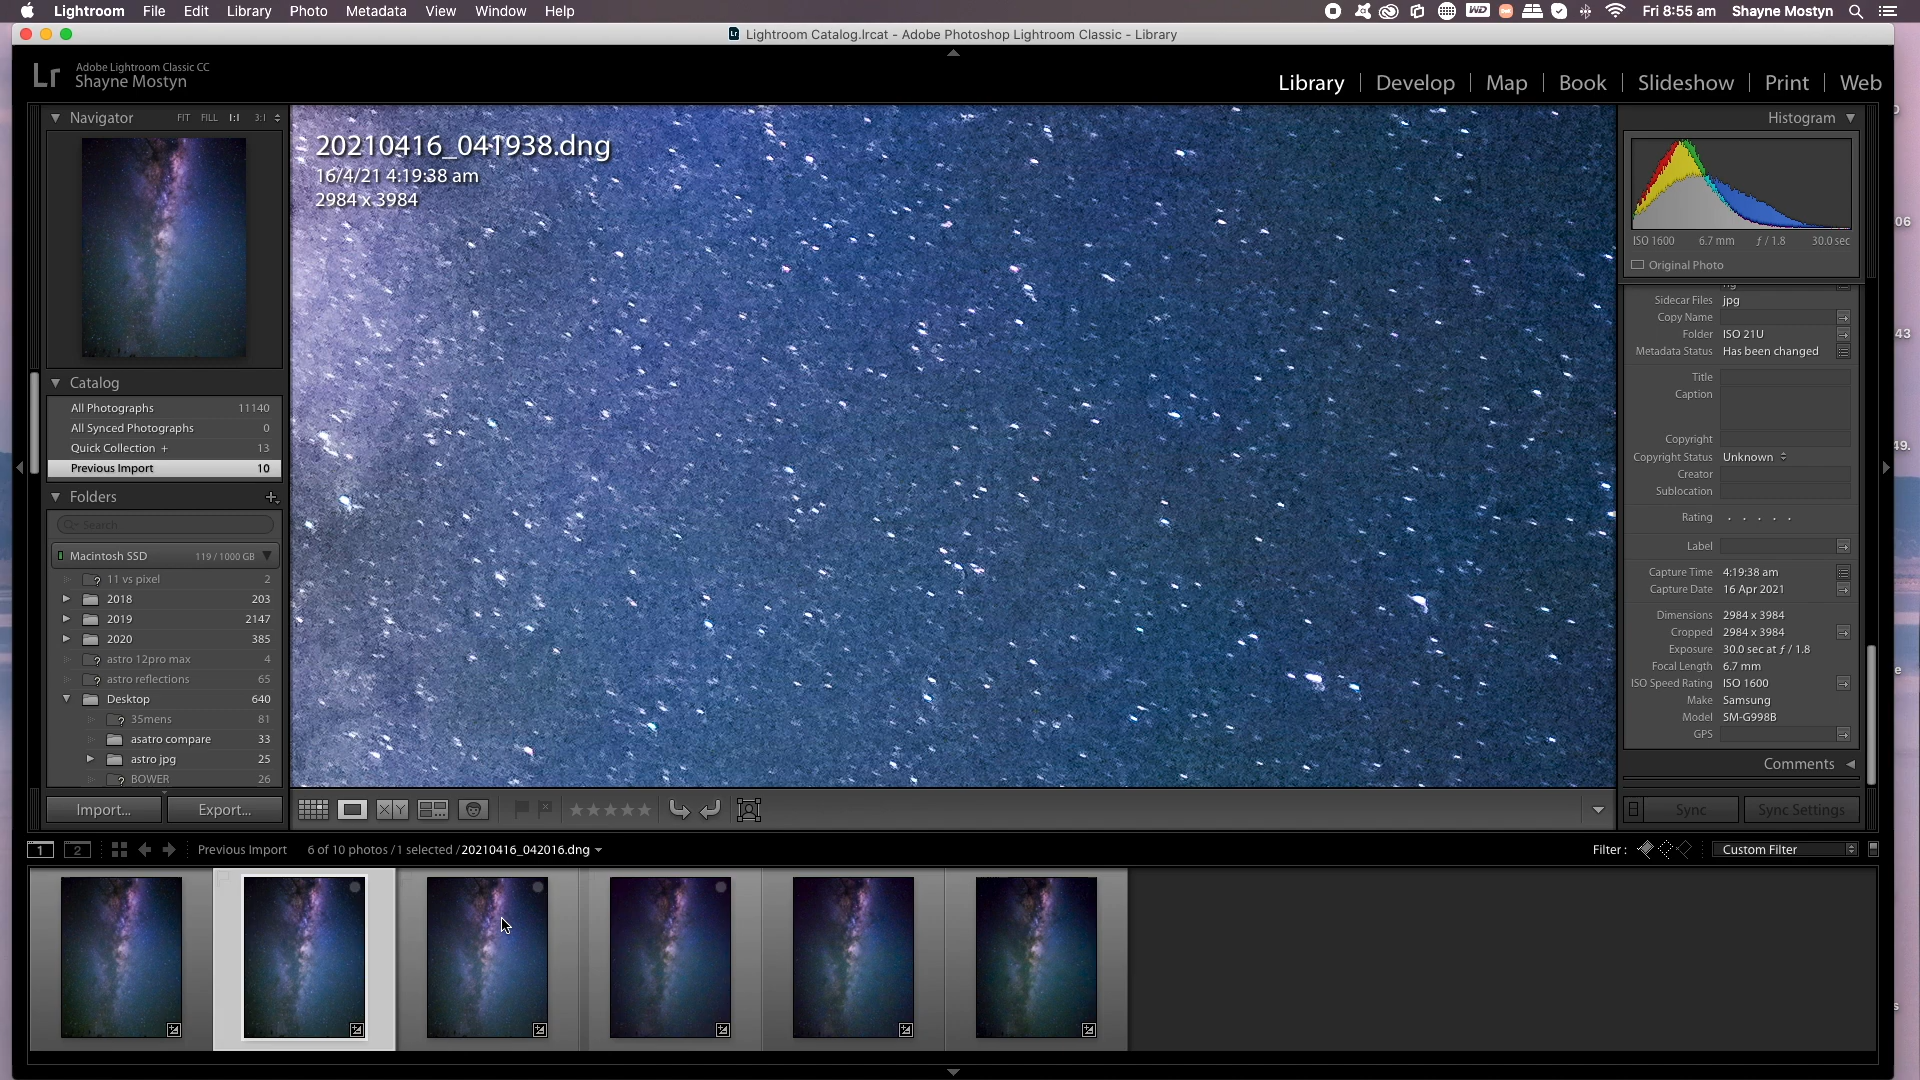 Lightroom File Edit Library Photo Metadata View Window Help
WD Fri 8:55 am Shayne Mostyn
Lr Lightroom Catalog.lrcat - Adobe Photoshop Lightroom Classic - Library
Lr Adobe Lightroom Classic CC
Shayne Mostyn
Library | Develop | Map | Book | Slideshow | Print | Web
Navigator FIT FILL 1:1 3:1
Histogram
20210416_041938.dng
16/4/21 4:19:38 am
2984 x 3984
ISO 1600 6.7 mm ƒ / 1.8 30.0 sec
Original Photo
Sidecar Files jpg
Copy Name
Folder ISO 21U
Metadata Status Has been changed
Title
Caption
Copyright
Copyright Status Unknown
Creator
Sublocation
Rating . . . . .
Label
Capture Time 4:19:38 am
Capture Date 16 Apr 2021
Dimensions 2984 x 3984
Cropped 2984 x 3984
Exposure 30.0 sec at ƒ / 1.8
Focal Length 6.7 mm
ISO Speed Rating ISO 1600
Make Samsung
Model SM-G998B
GPS
Comments
Sync Sync Settings
Catalog
All Photographs 11140
All Synced Photographs 0
Quick Collection + 13
Previous Import 10
Folders +
Search
Macintosh SSD 119 / 1000 GB
? 11 vs pixel 2
2018 203
2019 2147
2020 385
? astro 12pro max 4
? astro reflections 65
Desktop 640
? 35mens 81
asatro compare 33
astro jpg 25
? BOWER 26
Import... Export...
X Y
1 2 Previous Import 6 of 10 photos / 1 selected / 20210416_042016.dng
Filter : Custom Filter
06
43
49.
e
s